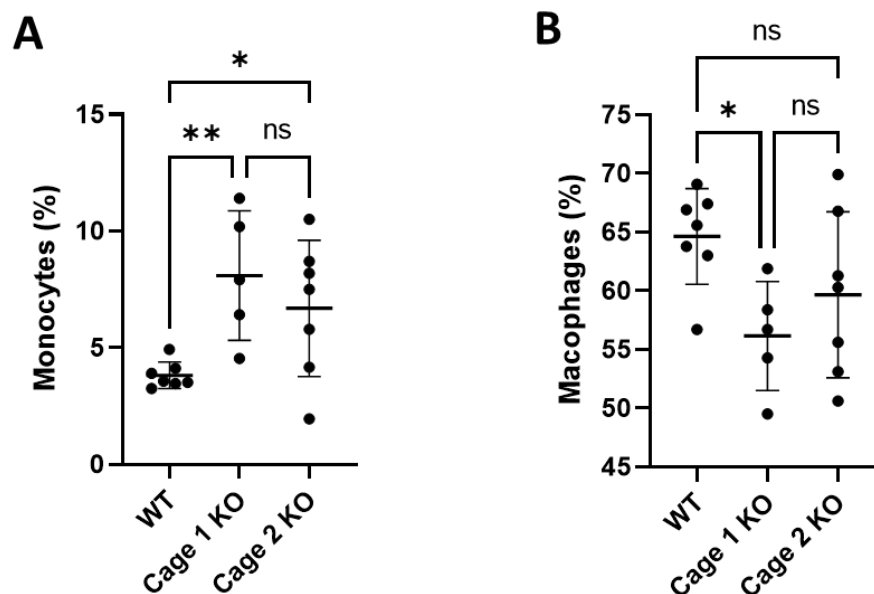 A
*
**
ns
15
10
5
0
Monocytes (%)
WT
Cage 1 KO
Cage 2 KO
B
ns
*
ns
75
70
65
60
55
50
45
Macophages (%)
WT
Cage 1 KO
Cage 2 KO